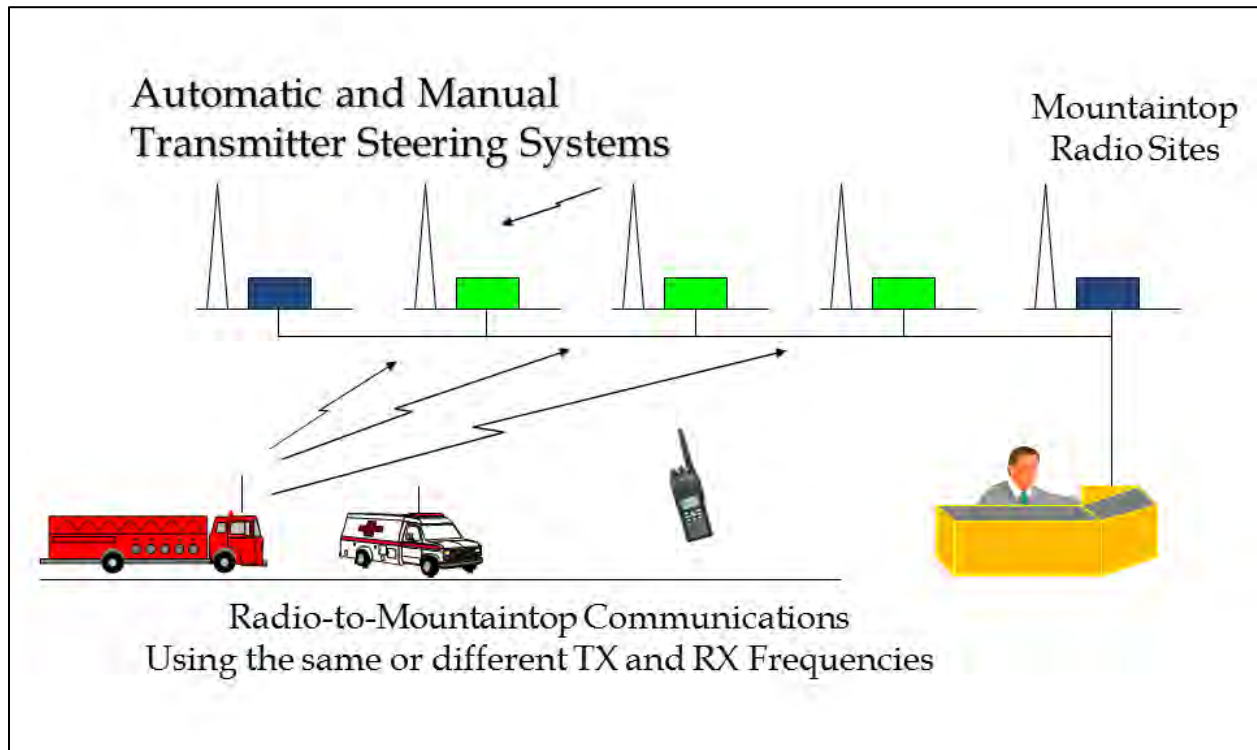 Automatic and Manual
Transmitter Steering Systems
Mountaintop
Radio Sites
Radio-to-Mountaintop Communications
Using the same or different TX and RX Frequencies